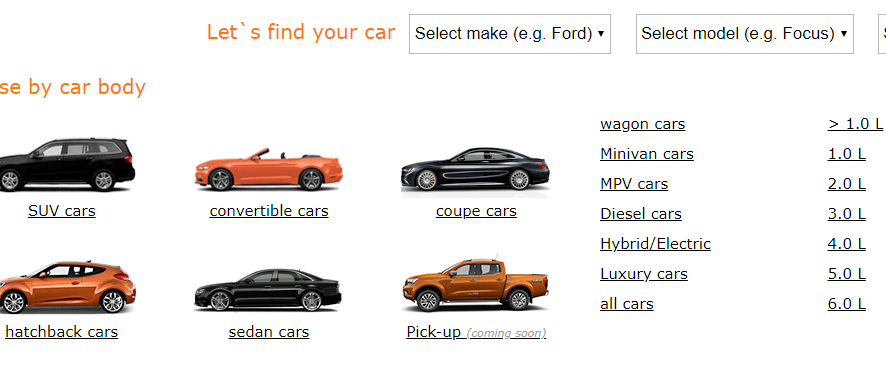 Let`s find your car Select make (e.g. Ford) ▾ Select model (e.g. Focus) ▾
se by car body
SUV cars convertible cars coupe cars
hatchback cars sedan cars Pick-up (coming soon)
wagon cars > 1.0 L
Minivan cars 1.0 L
MPV cars 2.0 L
Diesel cars 3.0 L
Hybrid/Electric 4.0 L
Luxury cars 5.0 L
all cars 6.0 L